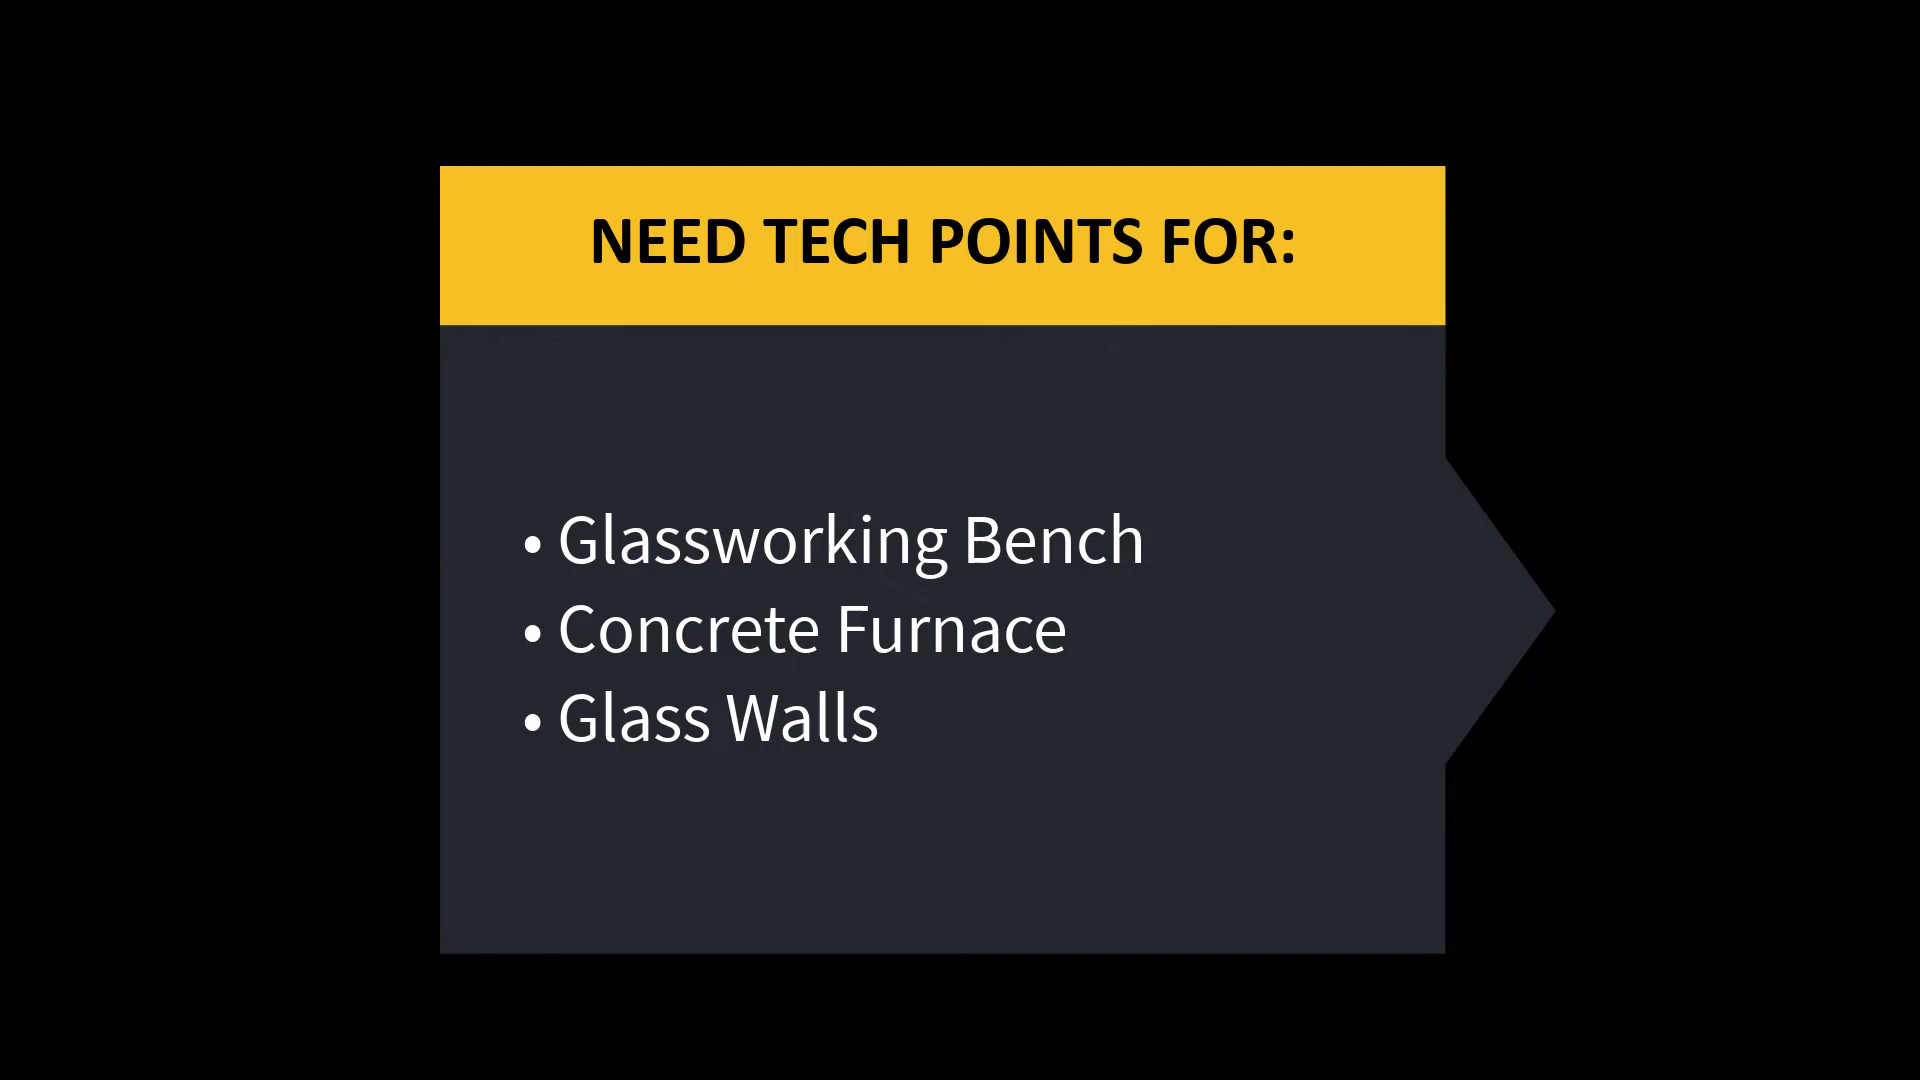 NEED TECH POINTS FOR:
• Glassworking Bench
• Concrete Furnace
• Glass Walls